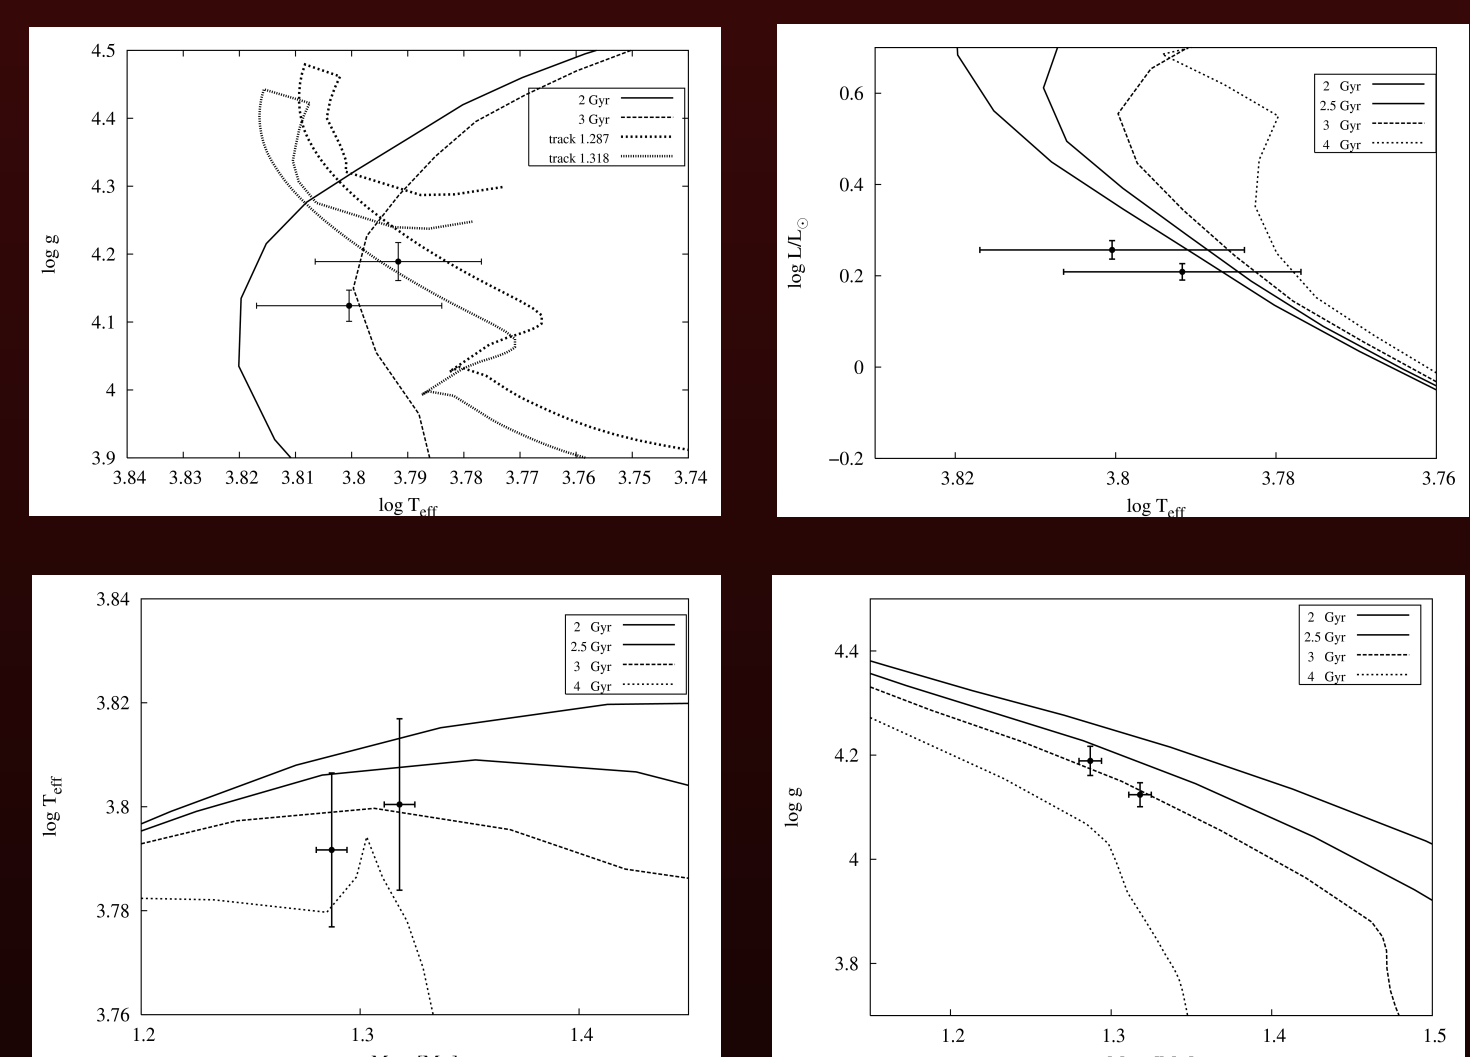 4.5
4.4
4.3
4.2
4.1
4
3.9
log g
3.84 3.83 3.82 3.81 3.8 3.79 3.78 3.77 3.76 3.75 3.74
log Teff
2 Gyr
3 Gyr
track 1.287
track 1.318
0.6
0.4
0.2
0
−0.2
log L/L☉
3.82 3.8 3.78 3.76
log Teff
2 Gyr
2.5 Gyr
3 Gyr
4 Gyr
3.84
3.82
3.8
3.78
3.76
log Teff
1.2 1.3 1.4
2 Gyr
2.5 Gyr
3 Gyr
4 Gyr
4.4
4.2
4
3.8
log g
1.2 1.3 1.4 1.5
2 Gyr
2.5 Gyr
3 Gyr
4 Gyr